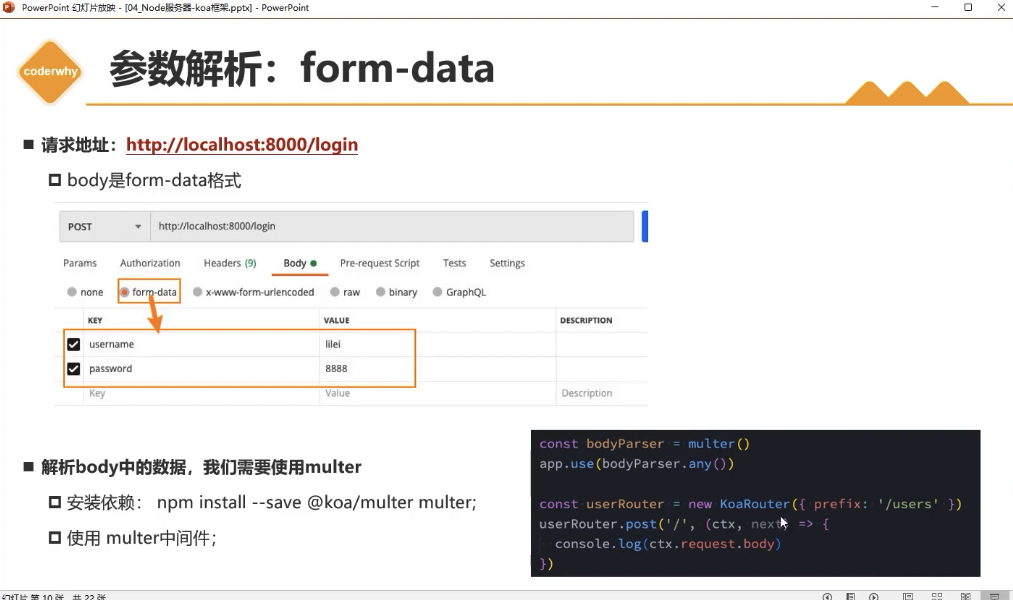 PowerPoint 幻灯片放映 - [04_Node服务器-koa框架.pptx] - PowerPoint
coderwhy
参数解析：form-data
请求地址：http://localhost:8000/login
body是form-data格式
POST http://localhost:8000/login
Params Authorization Headers (9) Body Pre-request Script Tests Settings
none form-data x-www-form-urlencoded raw binary GraphQL
KEY VALUE DESCRIPTION
username lilei
password 8888
Key Value Description
解析body中的数据，我们需要使用multer
安装依赖： npm install --save @koa/multer multer;
使用 multer中间件;
const bodyParser = multer()
app.use(bodyParser.any())
const userRouter = new KoaRouter({ prefix: '/users' })
userRouter.post('/', (ctx, next) => {
console.log(ctx.request.body)
})
幻灯片 第 10 张，共 22 张